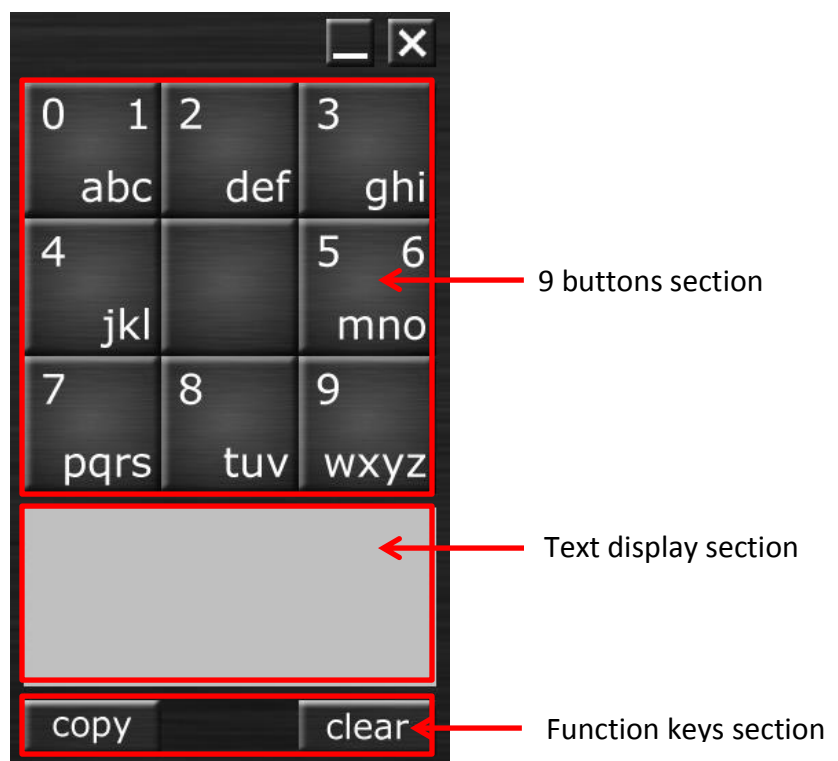 0 1 2 3
abc def ghi
4 5 6
jkl mno
9 buttons section
7 8 9
pqrs tuv wxyz
Text display section
copy clear
Function keys section